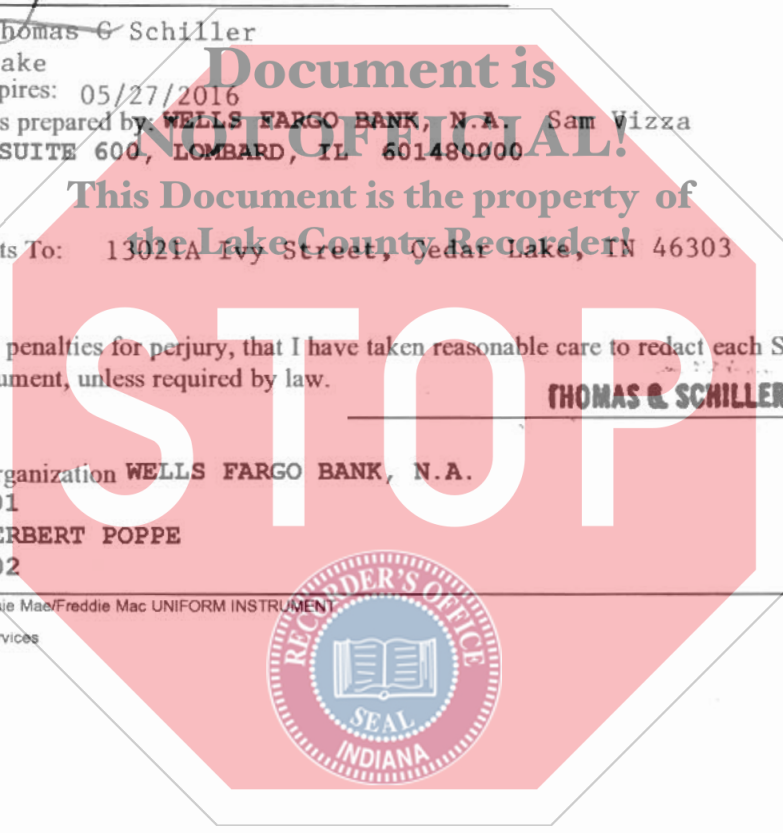 homas G Schiller
ake
pires: 05/27/2016
Document is
s prepared by: WELLS FARGO BANK, N.A. Sam Vizza
NOT OFFICIAL!
SUITE 600, LOMBARD, IL 601480000
This Document is the property of
the Lake County Recorder!
ts To: 13021A Ivy Street, Cedar Lake, IN 46303
STOP
penalties for perjury, that I have taken reasonable care to redact each S
ument, unless required by law.
THOMAS G. SCHILLER
rganization WELLS FARGO BANK, N.A.
01
ERBERT POPPE
02
ie Mae/Freddie Mac UNIFORM INSTRUMENT
vices
RECORDER'S OFFICE
SEAL
INDIANA